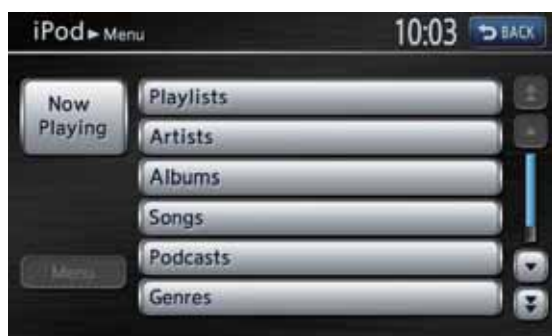 iPod ▸ Menu 10:03 BACK
Now
Playing
Playlists
Artists
Albums
Songs
Podcasts
Menu
Genres